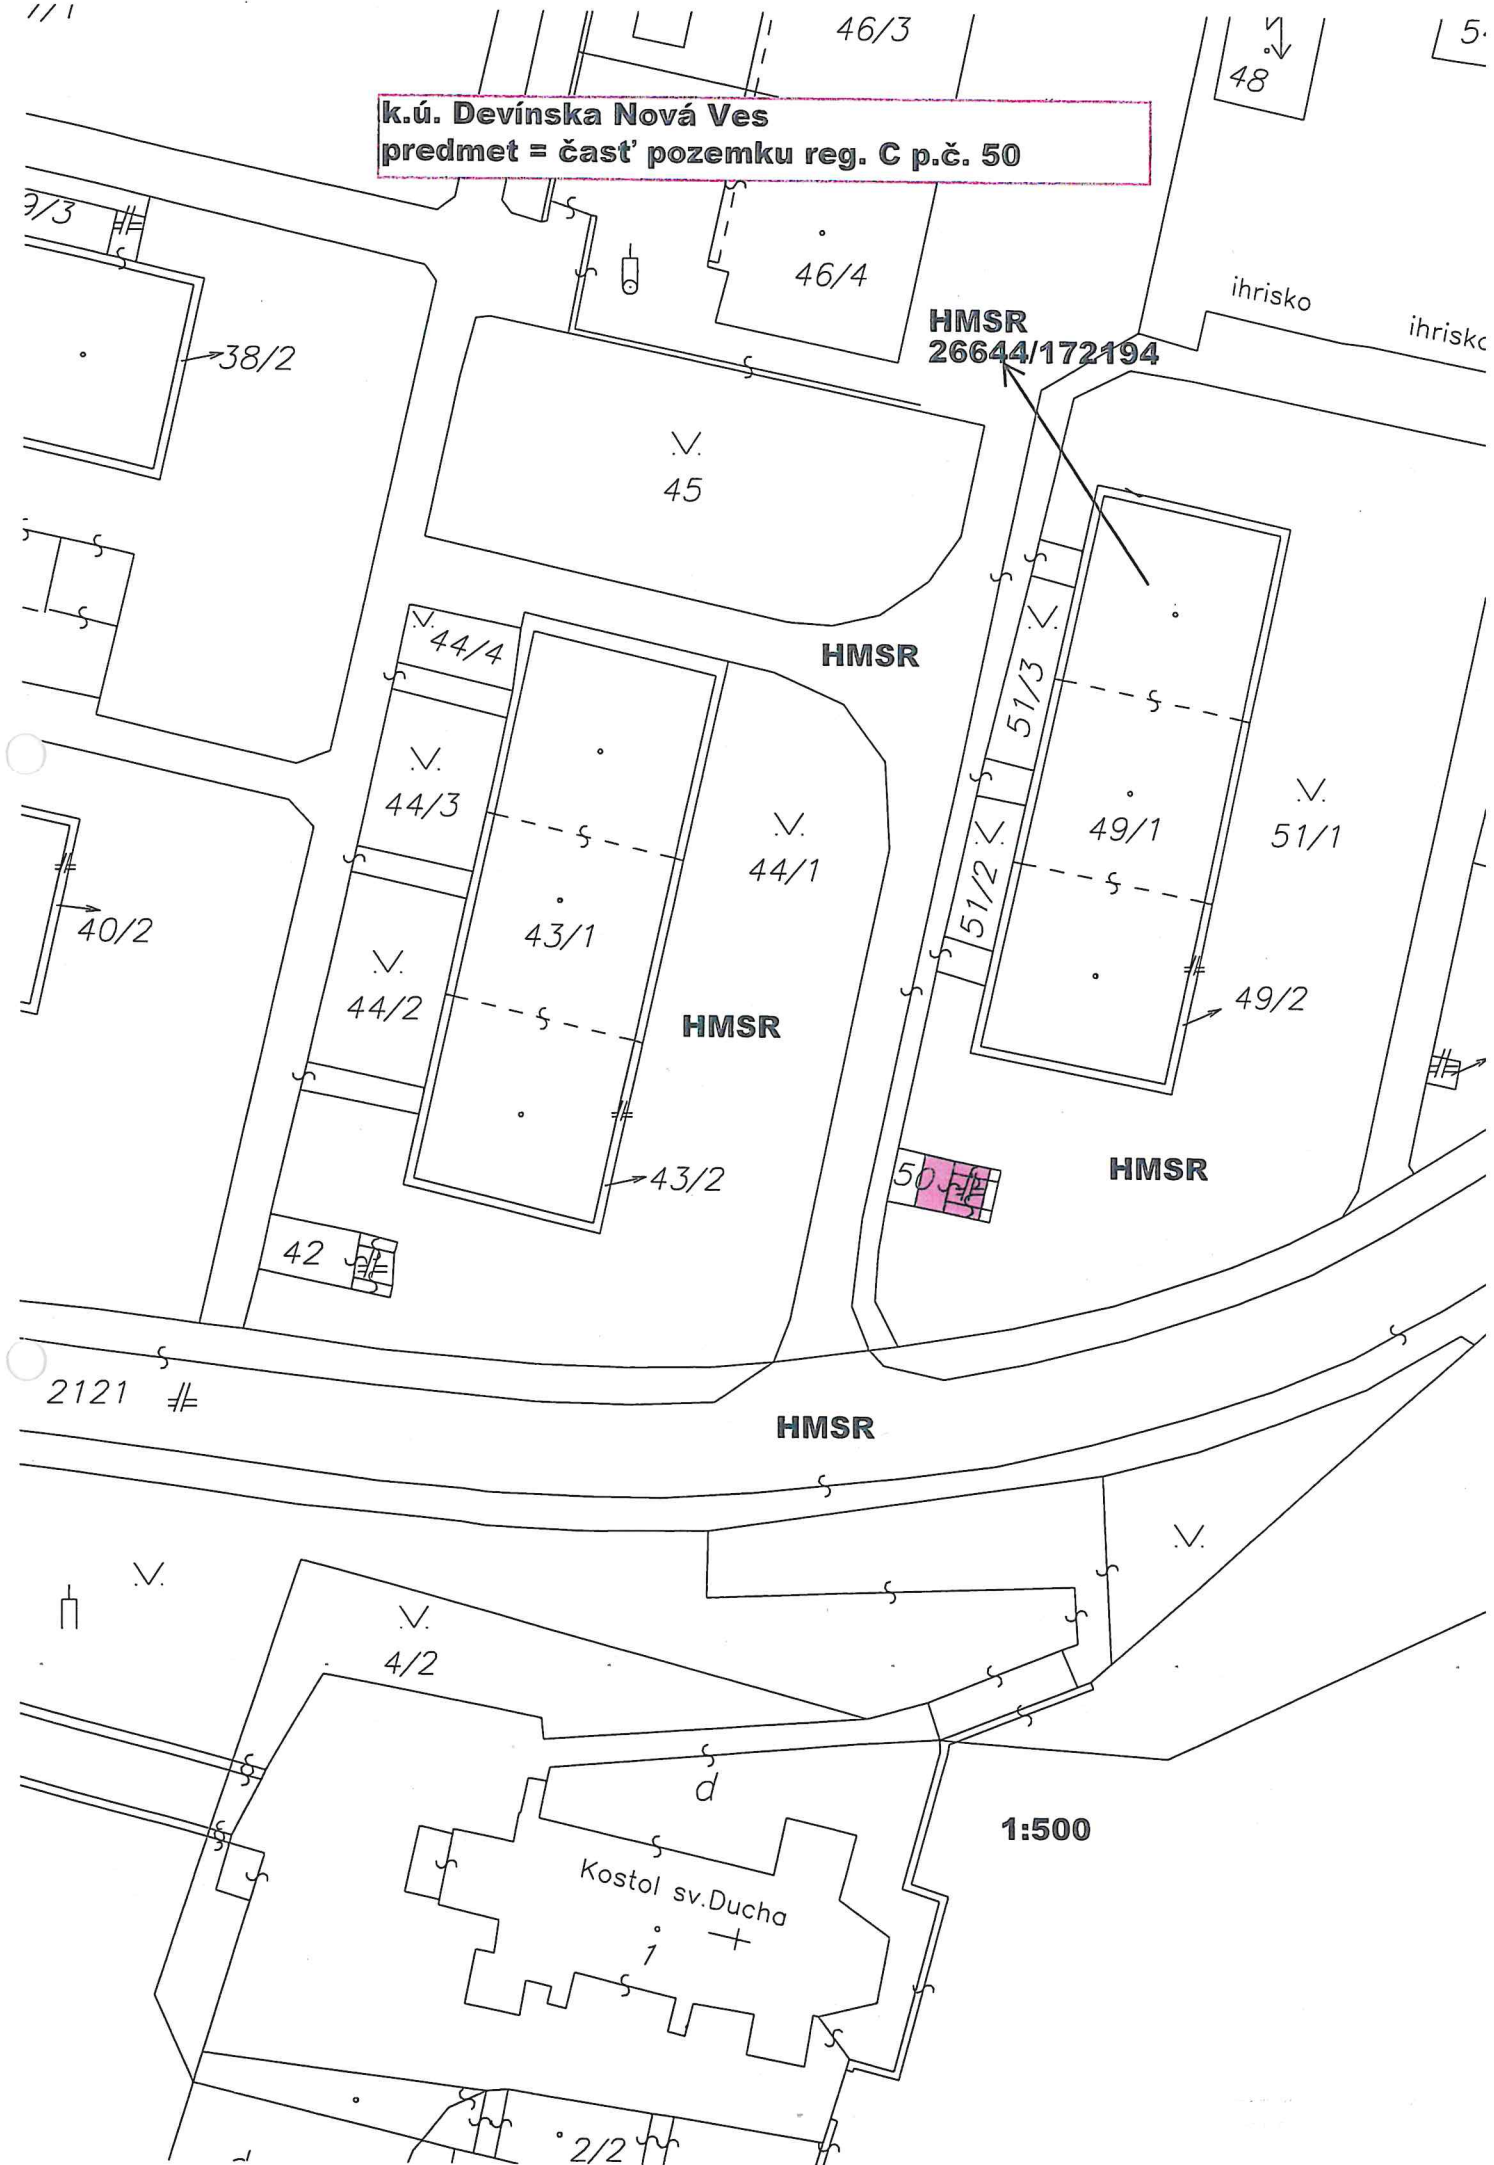 46/3
48
k.ú. Devínska Nová Ves
predmet = časť pozemku reg. C p.č. 50
9/3
46/4
ihrisko
ihrisko
HMSR
26644/172194
38/2
45
44/4
HMSR
51/3
44/3
49/1
51/1
44/1
51/2
40/2
43/1
44/2
49/2
HMSR
50
HMSR
43/2
42
2121
HMSR
4/2
d
1:500
Kostol sv.Ducha
1
2/2